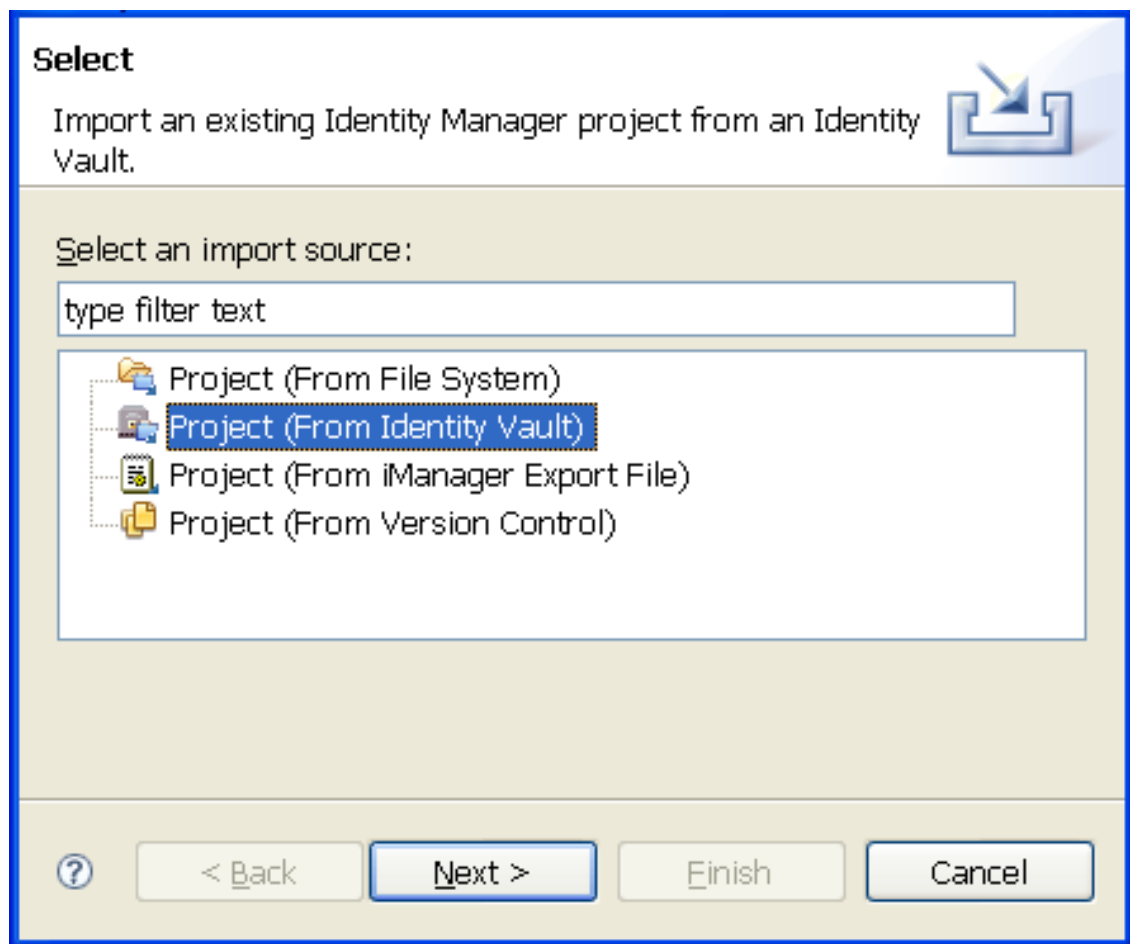 Select
Import an existing Identity Manager project from an Identity
Vault.
Select an import source:
type filter text
Project (From File System)
Project (From Identity Vault)
Project (From iManager Export File)
Project (From Version Control)
?
< Back
Next >
Finish
Cancel